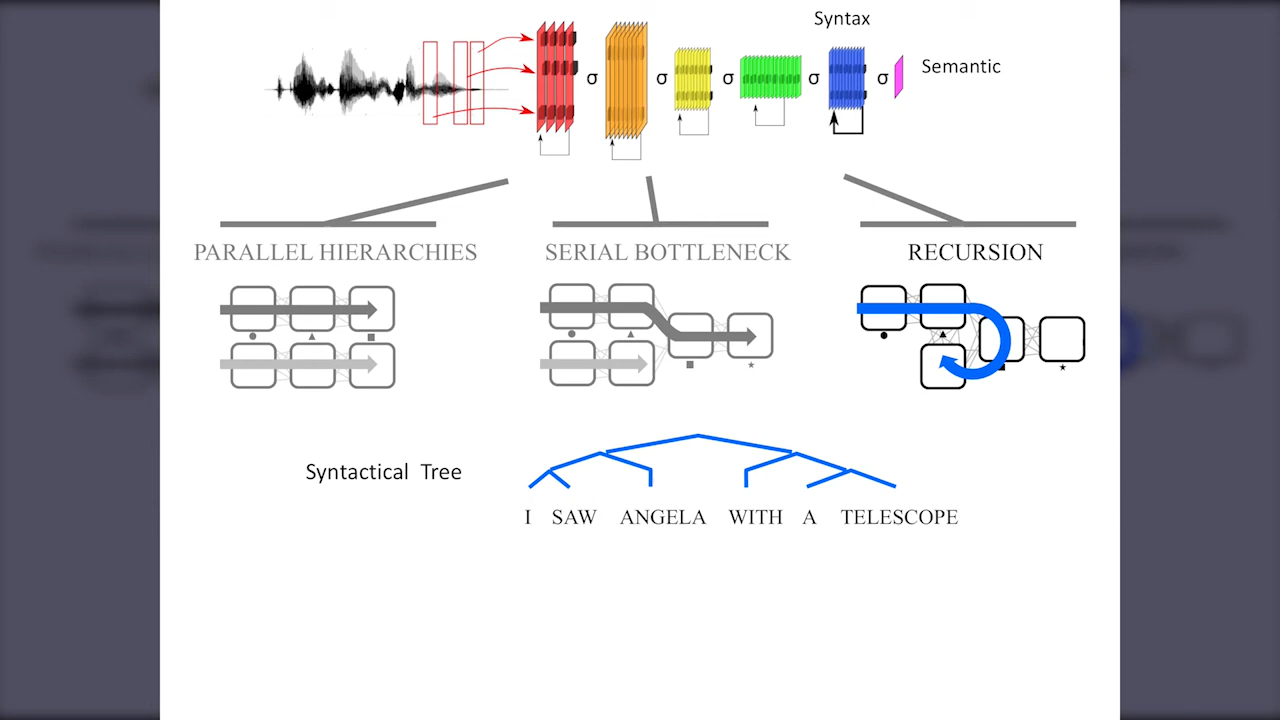 Syntax
σ σ σ σ σ Semantic
PARALLEL HIERARCHIES SERIAL BOTTLENECK RECURSION
Syntactical Tree
I SAW ANGELA WITH A TELESCOPE